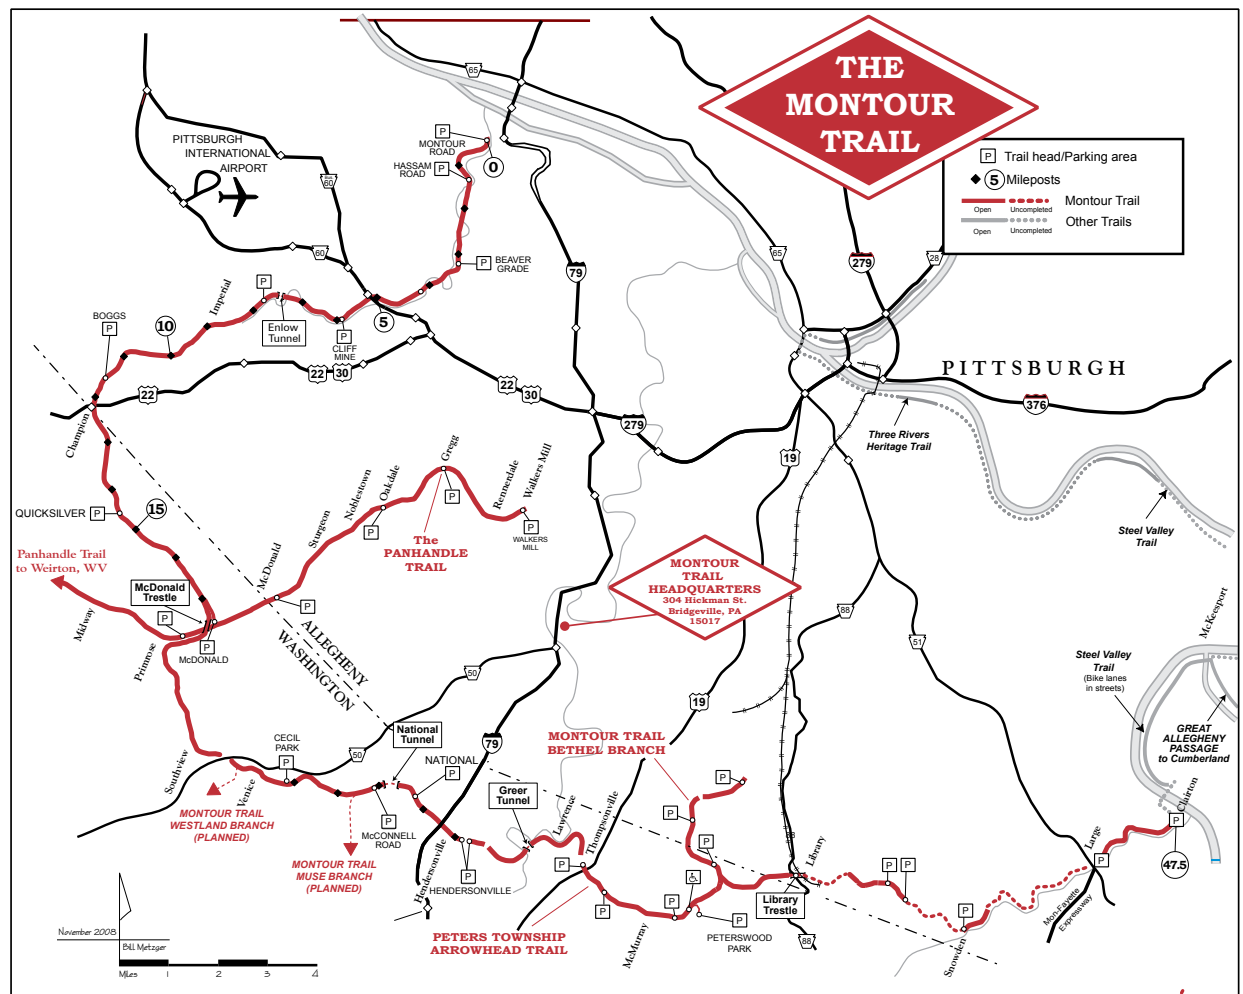 THE
MONTOUR
TRAIL
P Trail head/Parking area
5 Mileposts
Montour Trail
Open Uncompleted
Other Trails
Open Uncompleted
65
PITTSBURGH
INTERNATIONAL
AIRPORT
Bus.
60
60
P
MONTOUR
ROAD
0
HASSAM
ROAD
P
P
BEAVER
GRADE
79
65
279
28
Imperial
P
Enlow
Tunnel
5
P
CLIFF
MINE
BOGGS
P
10
22
22
30
22
30
279
PITTSBURGH
376
Champion
Three Rivers
Heritage Trail
19
Gregg
P
Oakdale
P
Noblestown
Sturgeon
Rennerdale
Walkers Mill
P
WALKERS
MILL
QUICKSILVER P
15
The
PANHANDLE
TRAIL
Steel Valley
Trail
Panhandle Trail
to Weirton, WV
McDonald
Trestle
McDonald
P
P
P
McDONALD
Midway
Primrose
ALLEGHENY
WASHINGTON
MONTOUR
TRAIL
HEADQUARTERS
304 Hickman St.
Bridgeville, PA
15017
88
51
McKeesport
Steel Valley
Trail
(Bike lanes
in streets)
GREAT
ALLEGHENY
PASSAGE
to Cumberland
50
50
19
79
National
Tunnel
NATIONAL
P
CECIL
PARK
P
Southview
Venice
MONTOUR TRAIL
WESTLAND BRANCH
(PLANNED)
P
McCONNELL
ROAD
MONTOUR TRAIL
MUSE BRANCH
(PLANNED)
MONTOUR TRAIL
BETHEL BRANCH
P
P
P
Greer
Tunnel
Lawrence
Thompsonville
Hendersonville
P
HENDERSONVILLE
P
P
PETERS TOWNSHIP
ARROWHEAD TRAIL
McMurray
P
P
PETERSWOOD
PARK
88
Library
Library
Trestle
88
P
P
P
Snowden
Large
P
Mon-Fayette
Expressway
Clairton
P
47.5
November 2008
Bill Metzger
Miles 1 2 3 4